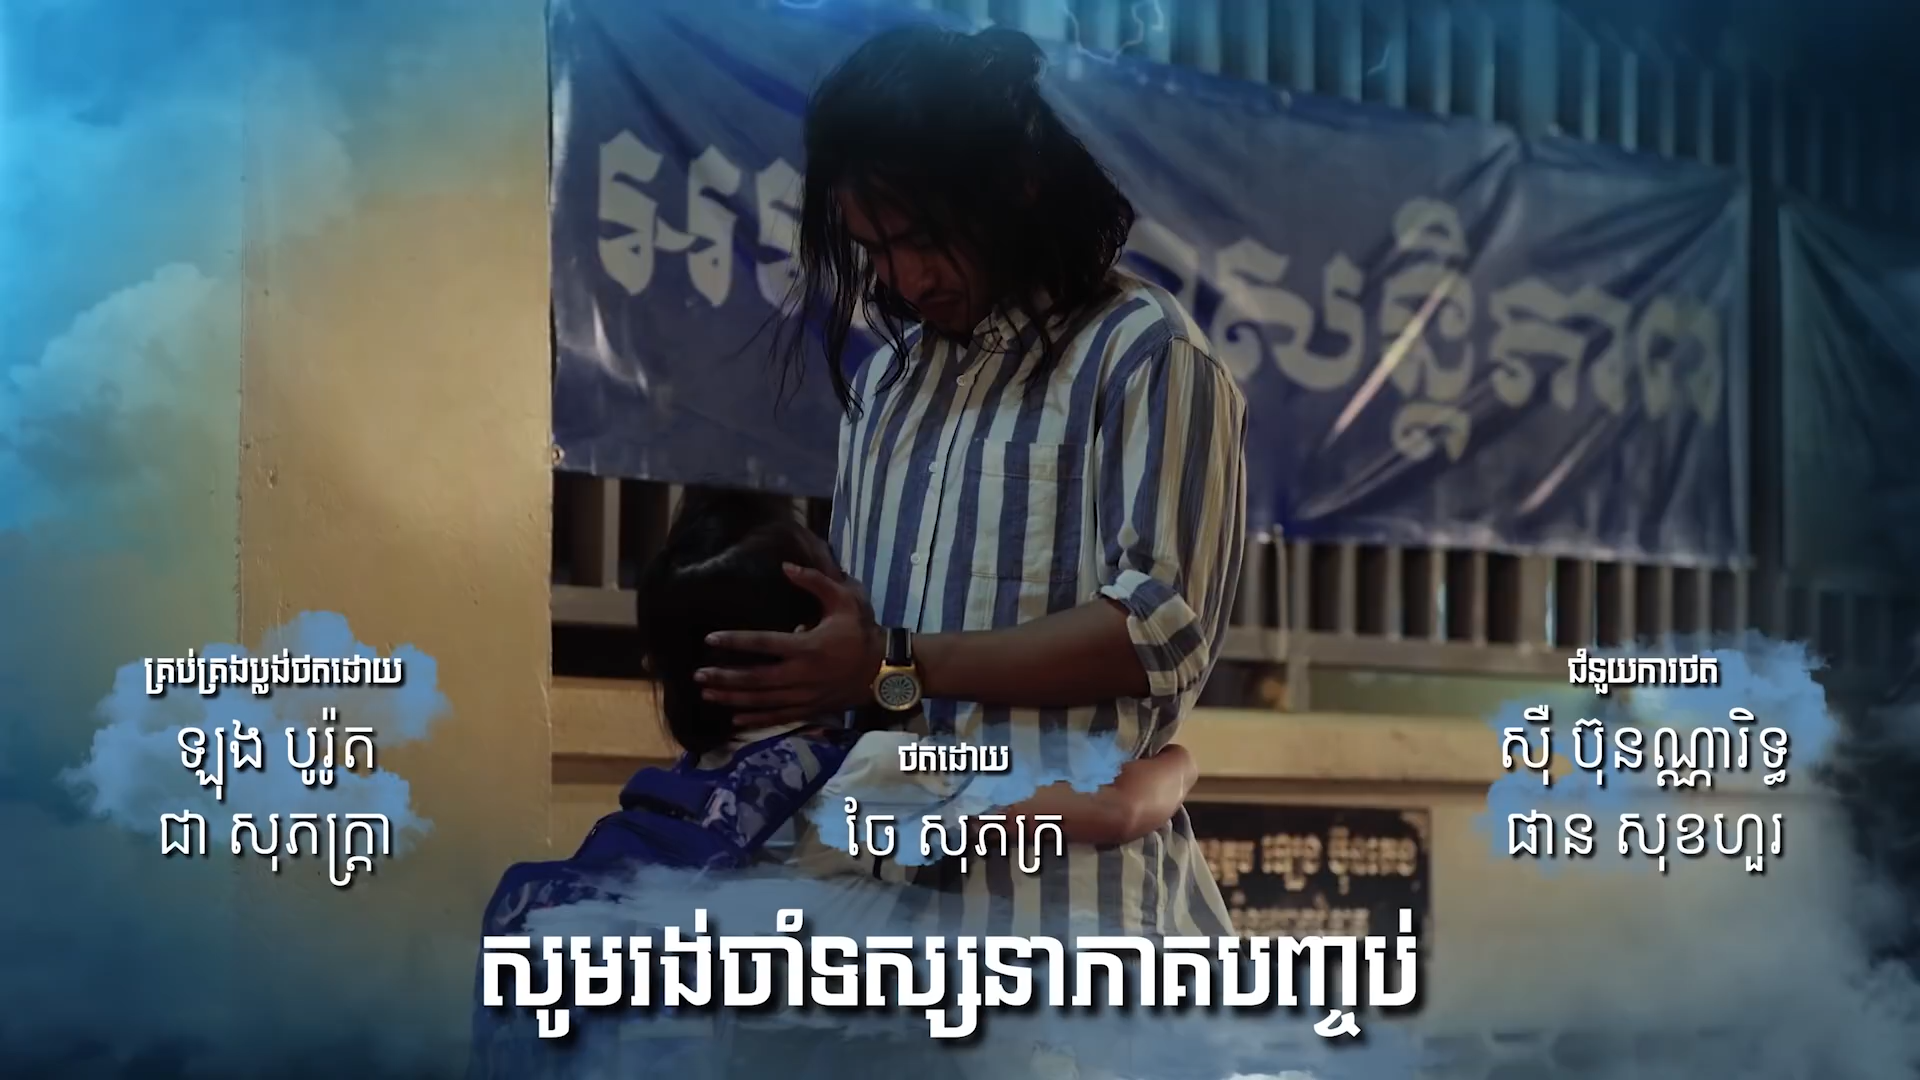 គ្រប់គ្រងប្លង់ថតដោយ
ឡុង បូរ៉ូត
ជា សុភក្ត្រា
ថតដោយ
ចៃ សុភក្រ
ជំនួយការថត
ស៊ឺ ប៊ុនណ្ណារិទ្ធ
ផាន សុខហួរ
សូមរង់ចាំទស្សនាភាគបញ្ចប់